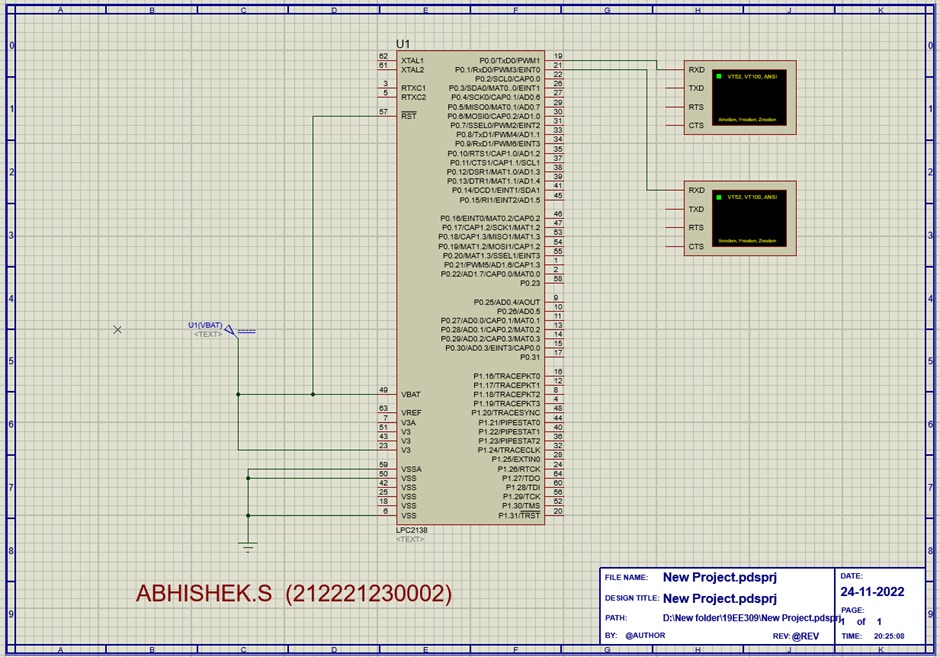 A B C D E F G H J K
0 0
1 1
2 2
3 3
4 4
5 5
6 6
7 7
8 8
9 9
U1
62 XTAL1
61 XTAL2
3 RTXC1
5 RTXC2
57 RST
49 VBAT
63 VREF
7 V3A
51 V3
43 V3
23 V3
59 VSSA
50 VSS
42 VSS
25 VSS
18 VSS
6 VSS
P0.0/TxD0/PWM1 19
P0.1/RxD0/PWM3/EINT0 21
P0.2/SCL0/CAP0.0 22
P0.3/SDA0/MAT0..0/EINT1 26
P0.4/SCK0/CAP0.1/AD0.6 27
P0.5/MISO0/MAT0.1/AD0.7 29
P0.6/MOSI0/CAP0.2/AD1.0 30
P0.7/SSEL0/PWM2/EINT2 31
P0.8/TxD1/PWM4/AD1.1 33
P0.9/RxD1/PWM6/EINT3 34
P0.10/RTS1/CAP1.0/AD1.2 35
P0.11/CTS1/CAP1.1/SCL1 37
P0.12/DSR1/MAT1.0/AD1.3 38
P0.13/DTR1/MAT1.1/AD1.4 39
P0.14/DCD1/EINT1/SDA1 41
P0.15/RI1/EINT2/AD1.5 45
P0.16/EINT0/MAT0.2/CAP0.2 46
P0.17/CAP1.2/SCK1/MAT1.2 47
P0.18/CAP1.3/MISO1/MAT1.3 53
P0.19/MAT1.2/MOSI1/CAP1.2 54
P0.20/MAT1.3/SSEL1/EINT3 55
P0.21/PWM5/AD1.6/CAP1.3 1
P0.22/AD1.7/CAP0.0/MAT0.0 2
P0.23 58
P0.25/AD0.4/AOUT 9
P0.26/AD0.5 10
P0.27/AD0.0/CAP0.1/MAT0.1 11
P0.28/AD0.1/CAP0.2/MAT0.2 13
P0.29/AD0.2/CAP0.3/MAT0.3 14
P0.30/AD0.3/EINT3/CAP0.0 15
P0.31 17
P1.16/TRACEPKT0 16
P1.17/TRACEPKT1 12
P1.18/TRACEPKT2 8
P1.19/TRACEPKT3 4
P1.20/TRACESYNC 48
P1.21/PIPESTAT0 44
P1.22/PIPESTAT1 40
P1.23/PIPESTAT2 36
P1.24/TRACECLK 32
P1.25/EXTIN0 28
P1.26/RTCK 24
P1.27/TDO 64
P1.28/TDI 60
P1.29/TCK 56
P1.30/TMS 52
P1.31/TRST 20
LPC2138
<TEXT>
U1(VBAT)
<TEXT>
RXD
TXD
RTS
CTS
VT52, VT100, ANSI
Xmodem, Ymodem, Zmodem
RXD
TXD
RTS
CTS
VT52, VT100, ANSI
Xmodem, Ymodem, Zmodem
ABHISHEK.S (212221230002)
FILE NAME: New Project.pdsprj
DESIGN TITLE: New Project.pdsprj
PATH: D:\New folder\19EE309\New Project.pdsprj
BY: @AUTHOR REV: @REV
DATE:
24-11-2022
PAGE:
1 of 1
TIME: 20:25:08
A B C D E F G H J K